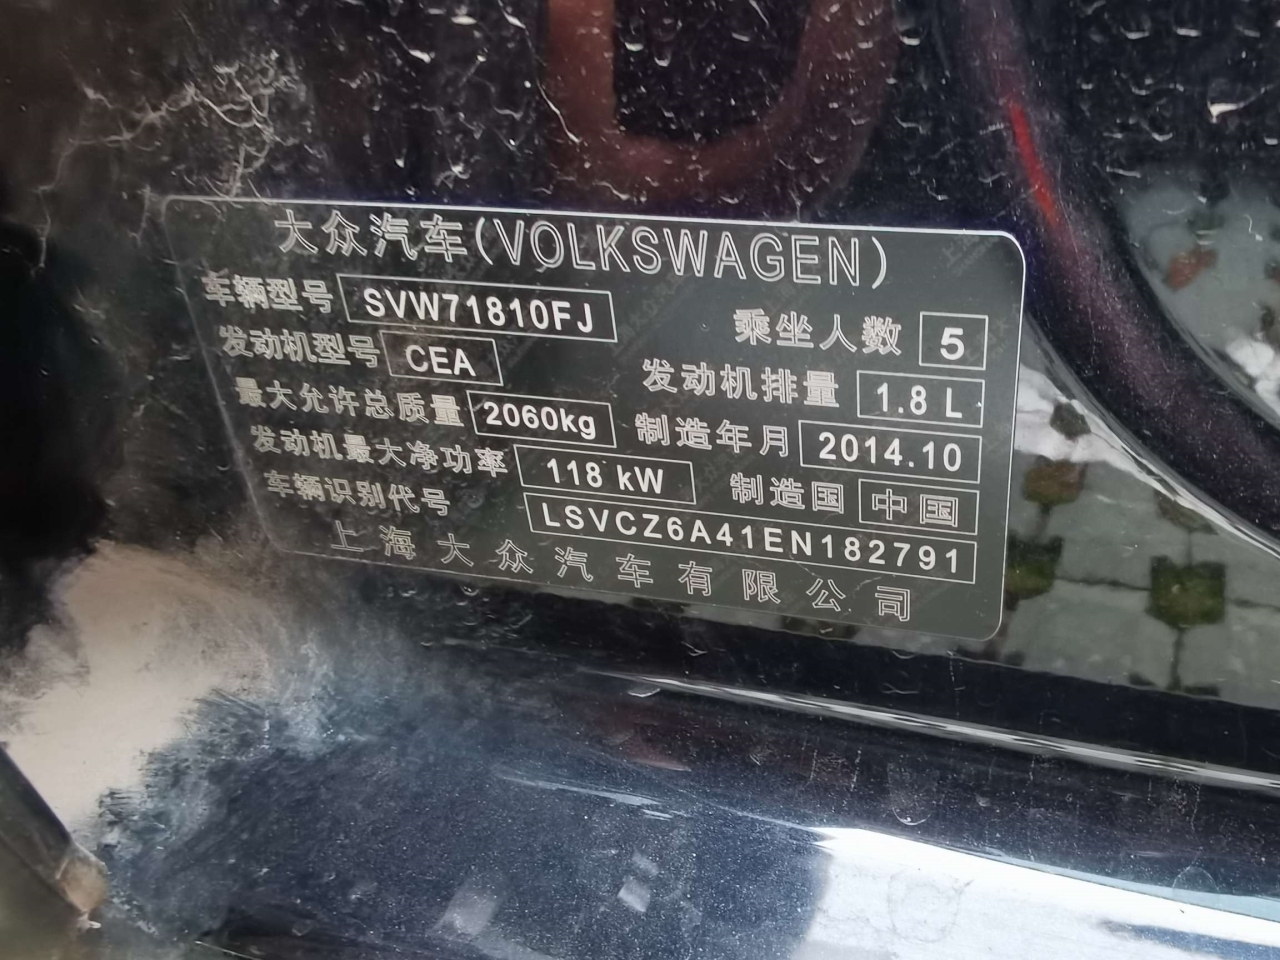 大众汽车(VOLKSWAGEN)
车辆型号 SVW71810FJ 乘坐人数 5
发动机型号 CEA 发动机排量 1.8 L
最大允许总质量 2060kg 制造年月 2014.10
发动机最大净功率 118 kW 制造国 中国
车辆识别代号 LSVCZ6A41EN182791
上海大众汽车有限公司